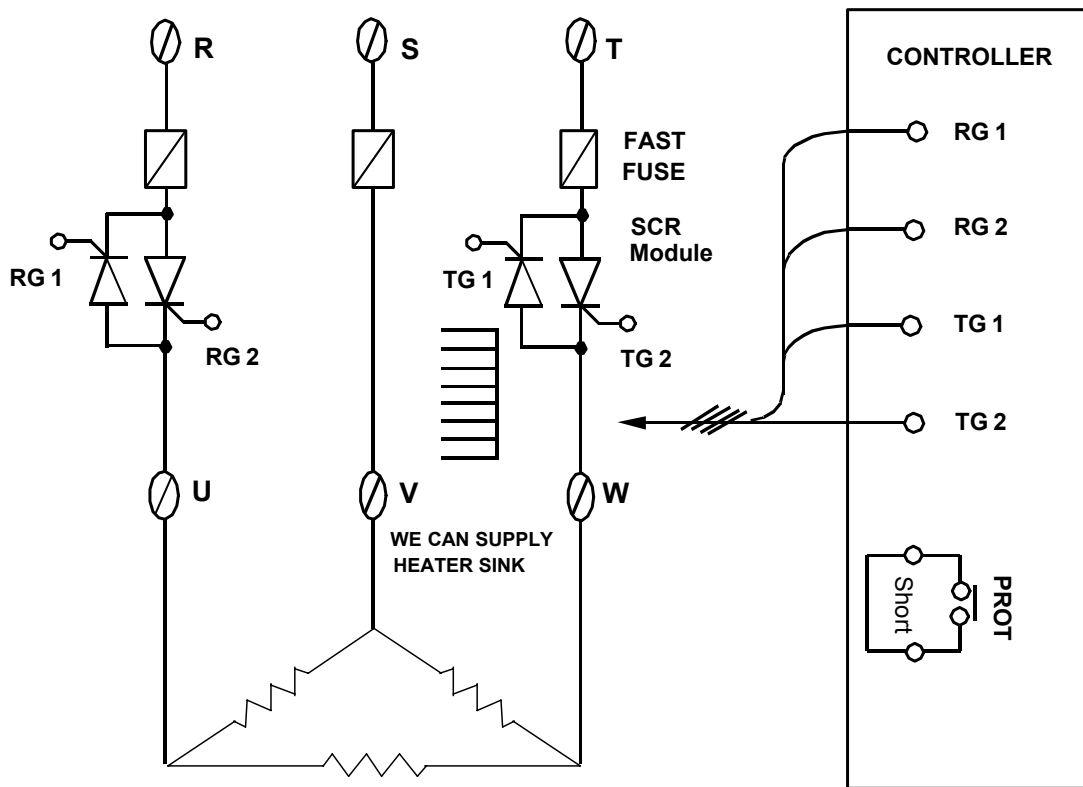 R
S
T
CONTROLLER
FAST
FUSE
SCR
Module
RG 1
RG 2
TG 1
TG 2
RG 1
RG 2
TG 1
TG 2
U
V
W
WE CAN SUPPLY
HEATER SINK
Short
PROT